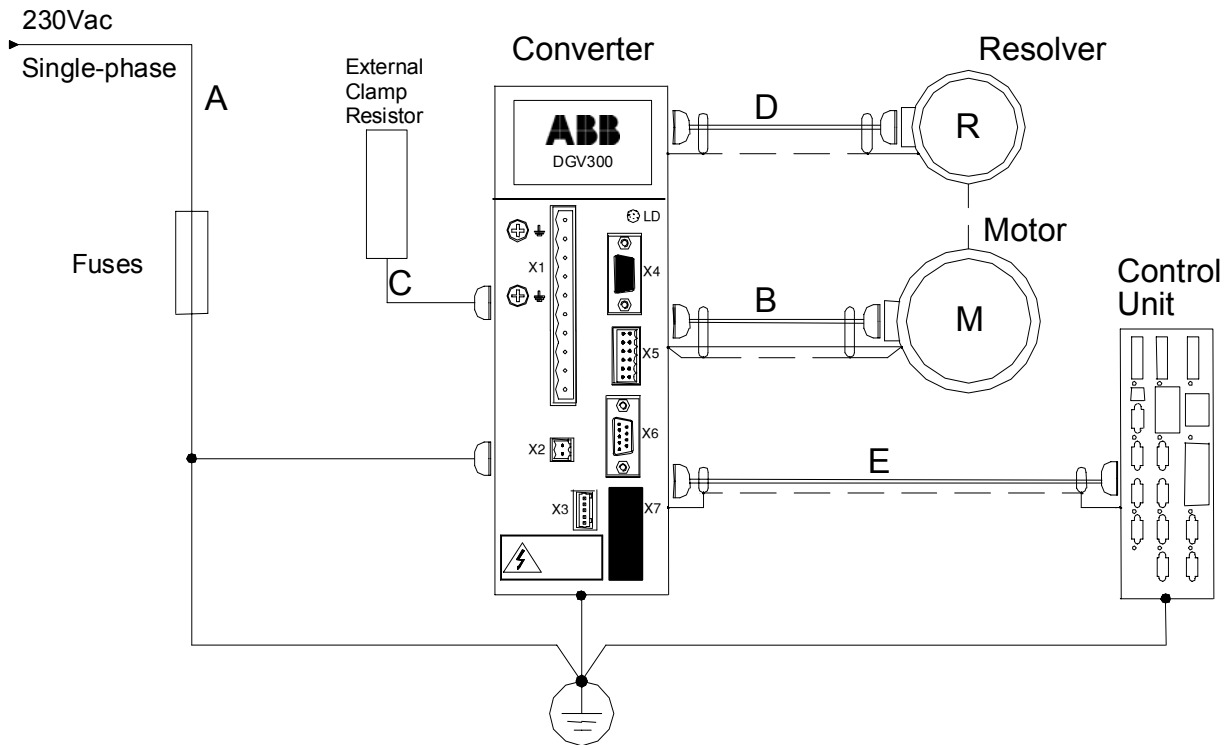 230Vac
Single-phase
A
Fuses
External
Clamp
Resistor
C
Converter
ABB
DGV300
LD
X1
X4
X5
X2
X6
X3
X7
D
Resolver
R
Motor
B
M
E
Control
Unit